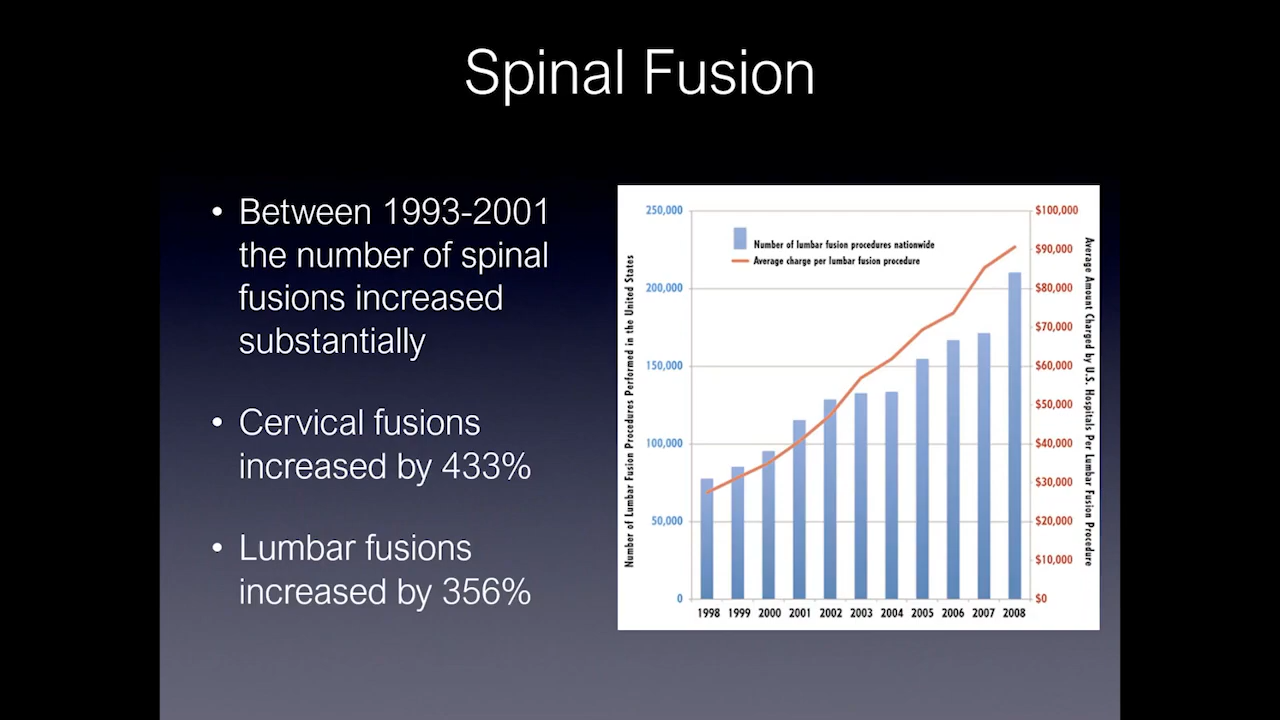 Spinal Fusion
• Between 1993-2001
the number of spinal
fusions increased
substantially
• Cervical fusions
increased by 433%
• Lumbar fusions
increased by 356%
Number of Lumbar Fusion Procedures Performed in the United States
250,000
200,000
150,000
100,000
50,000
0
Number of lumbar fusion procedures nationwide
Average charge per lumbar fusion procedure
1998 1999 2000 2001 2002 2003 2004 2005 2006 2007 2008
$100,000
$90,000
$80,000
$70,000
$60,000
$50,000
$40,000
$30,000
$20,000
$10,000
$0
Average Amount Charged by U.S. Hospitals Per Lumbar Fusion Procedure